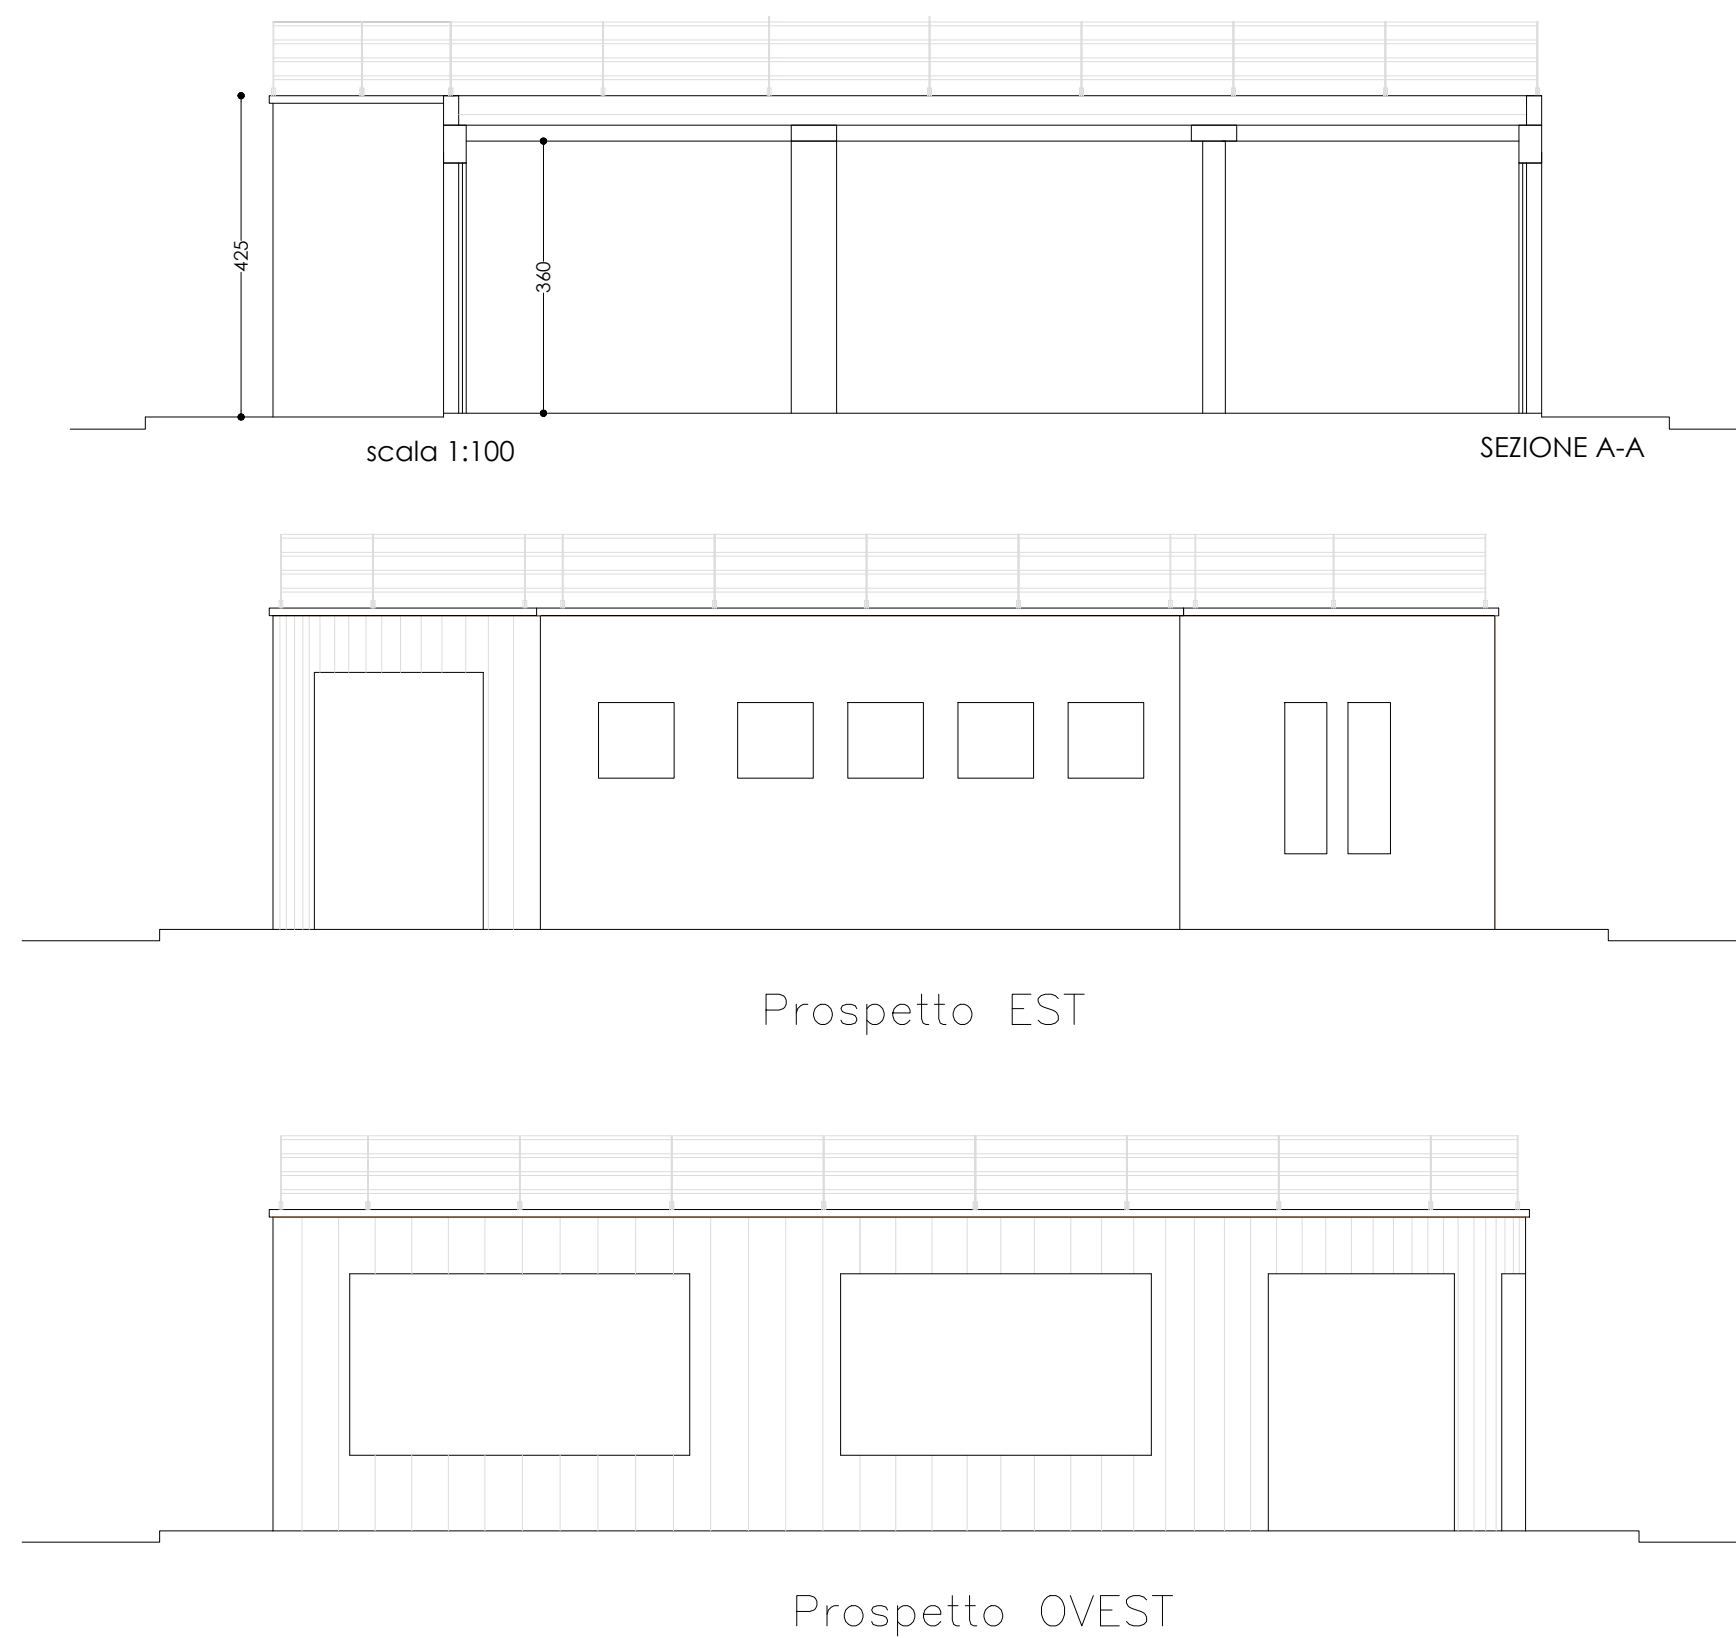 425
360
scala 1:100
SEZIONE A-A
Prospetto EST
Prospetto OVEST